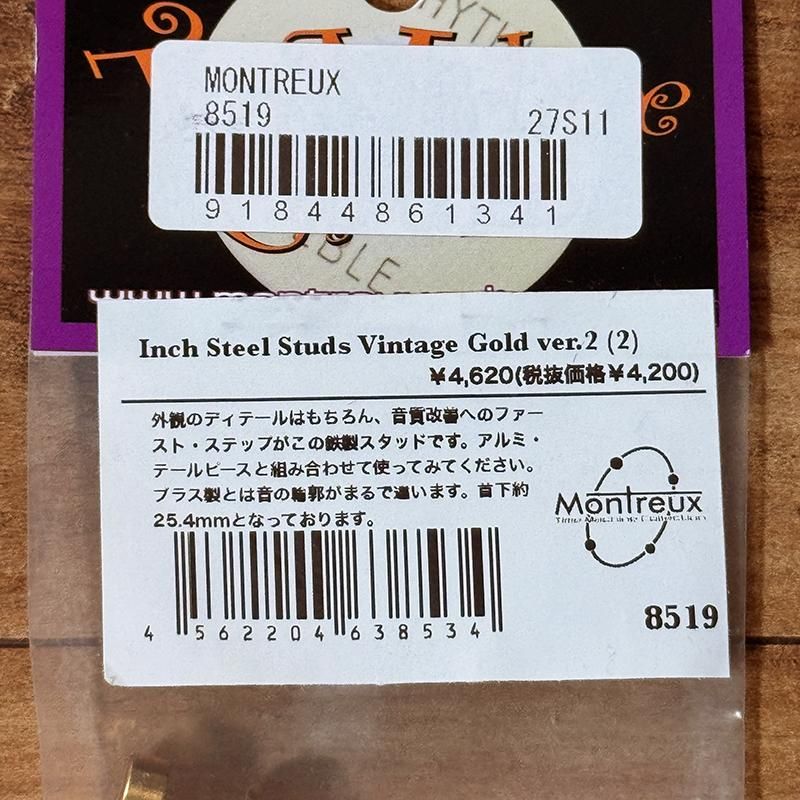 RHYTHM
MONTREUX
8519
27S11
918448 61341
Inch Steel Studs Vintage Gold ver.2 (2)
¥4,620(税抜価格¥4,200)
外観のディテールはもちろん、音質改善へのファー
スト・ステップがこの鉄製スタッドです。アルミ・
テールピースと組み合わせて使ってみてください。
ブラス製とは音の輪郭がまるで違います。首下約
25.4mmとなっております。
Montreux
Time Machine Collection
4 562204 638534
8519